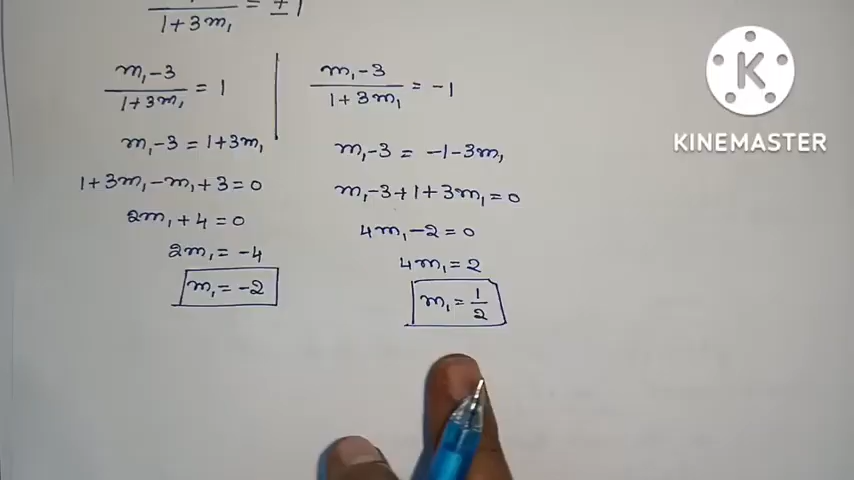 ─── = ±1
1+3m₁
m₁-3/1+3m₁ = 1
m₁-3 = 1+3m₁
1+3m₁-m₁+3=0
2m₁+4=0
2m₁=-4
m₁=-2
m₁-3/1+3m₁ = -1
m₁-3 = -1-3m₁
m₁-3+1+3m₁=0
4m₁-2=0
4m₁=2
m₁=1/2
KINEMASTER